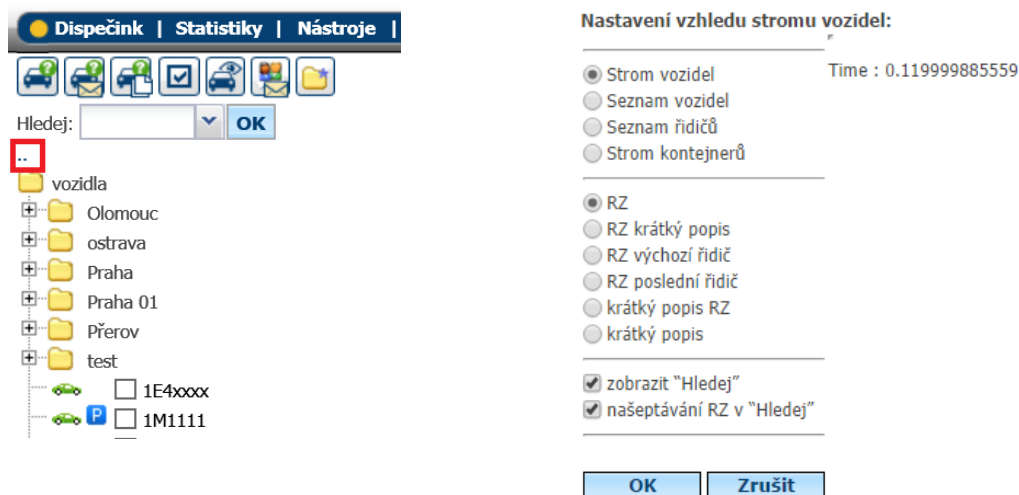 Dispečink | Statistiky | Nástroje |
Hledej: OK
..
vozidla
Olomouc
ostrava
Praha
Praha 01
Přerov
test
1E4xxxx
P 1M1111
Nastavení vzhledu stromu vozidel:
Time : 0.119999885559
Strom vozidel
Seznam vozidel
Seznam řidičů
Strom kontejnerů
RZ
RZ krátký popis
RZ výchozí řidič
RZ poslední řidič
krátký popis RZ
krátký popis
zobrazit "Hledej"
našeptávání RZ v "Hledej"
OK Zrušit